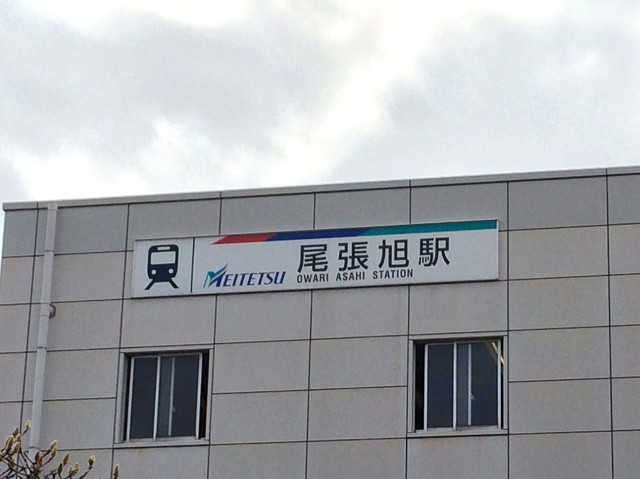 MEITETSU 尾張旭駅
OWARI ASAHI STATION